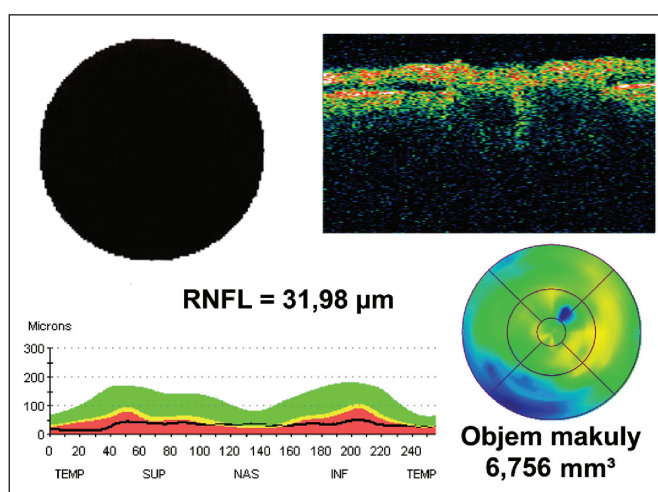 RNFL = 31,98 µm
Microns
300
200
100
0
0 20 40 60 80 100 120 140 160 180 200 220 240
TEMP SUP NAS INF TEMP
Objem makuly
6,756 mm³